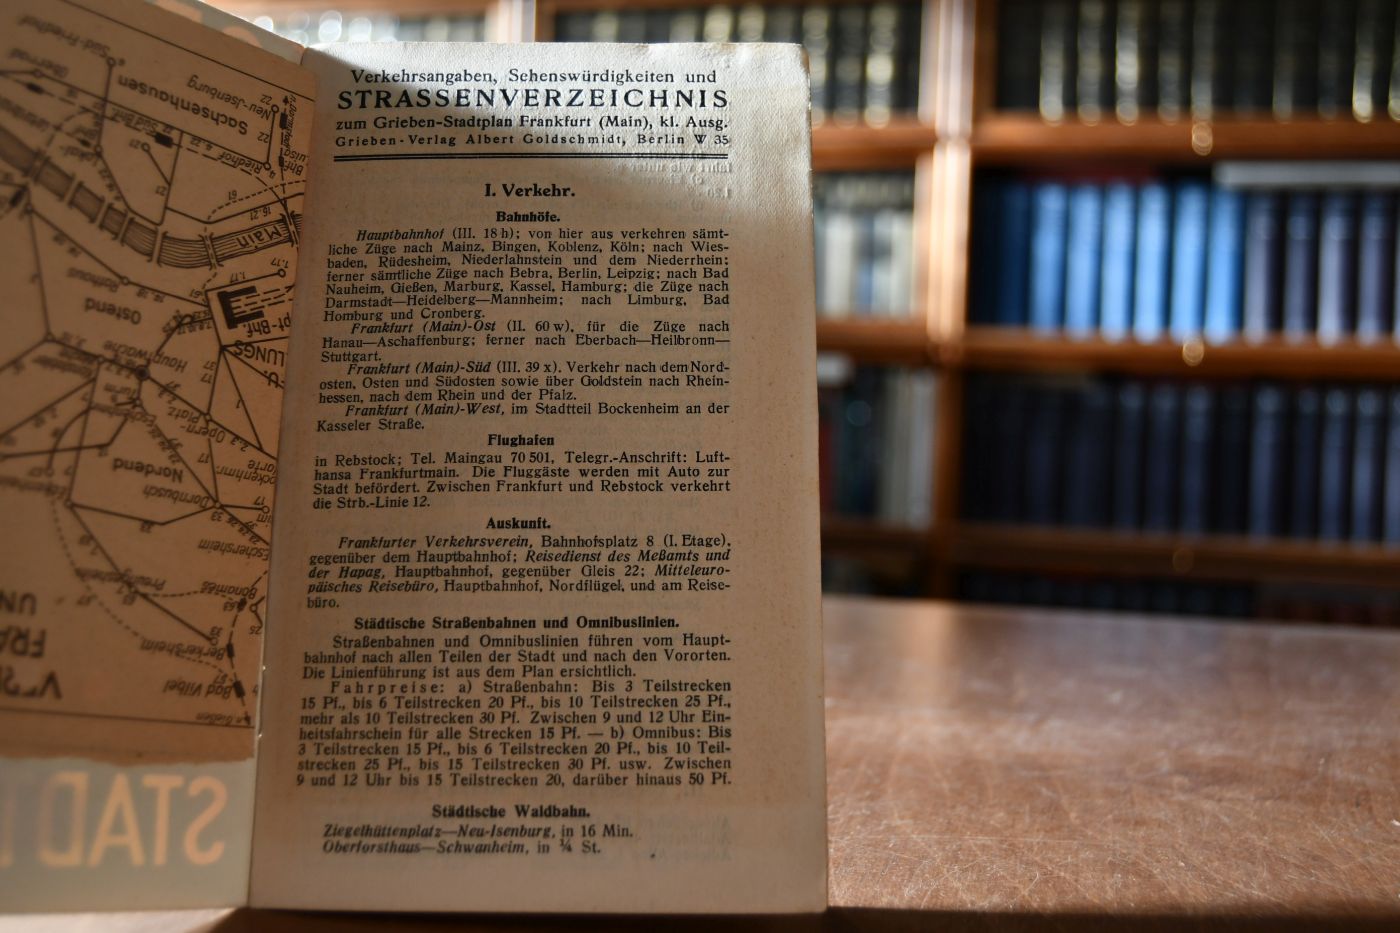 Verkehrsangaben, Sehenswürdigkeiten und
STRASSENVERZEICHNIS
zum Grieben-Stadtplan Frankfurt (Main), kl. Ausg.
Grieben-Verlag Albert Goldschmidt, Berlin W 35
I. Verkehr.
Bahnhöfe.
Hauptbahnhof (III. 18 h); von hier aus verkehren sämt-
liche Züge nach Mainz, Bingen, Koblenz, Köln; nach Wies-
baden, Rüdesheim, Niederlahnstein und dem Niederrhein;
ferner sämtliche Züge nach Bebra, Berlin, Leipzig; nach Bad
Nauheim, Gießen, Marburg, Kassel, Hamburg; die Züge nach
Darmstadt—Heidelberg—Mannheim; nach Limburg, Bad
Homburg und Cronberg.
Frankfurt (Main)-Ost (II. 60 w), für die Züge nach
Hanau—Aschaffenburg; ferner nach Eberbach—Heilbronn—
Stuttgart.
Frankfurt (Main)-Süd (III. 39 x). Verkehr nach dem Nord-
osten, Osten und Südosten sowie über Goldstein nach Rhein-
hessen, nach dem Rhein und der Pfalz.
Frankfurt (Main)-West, im Stadtteil Bockenheim an der
Kasseler Straße.
Flughafen
in Rebstock; Tel. Maingau 70 501, Telegr.-Anschrift: Luft-
hansa Frankfurtmain. Die Fluggäste werden mit Auto zur
Stadt befördert. Zwischen Frankfurt und Rebstock verkehrt
die Strb.-Linie 12.
Auskunft.
Frankfurter Verkehrsverein, Bahnhofsplatz 8 (I. Etage),
gegenüber dem Hauptbahnhof; Reisedienst des Meßamts und
der Hapag, Hauptbahnhof, gegenüber Gleis 22; Mitteleuro-
päisches Reisebüro, Hauptbahnhof, Nordflügel, und am Reise-
büro.
Städtische Straßenbahnen und Omnibuslinien.
Straßenbahnen und Omnibuslinien führen vom Haupt-
bahnhof nach allen Teilen der Stadt und nach den Vororten.
Die Linienführung ist aus dem Plan ersichtlich.
Fahrpreise: a) Straßenbahn: Bis 3 Teilstrecken
15 Pf., bis 6 Teilstrecken 20 Pf., bis 10 Teilstrecken 25 Pf.,
mehr als 10 Teilstrecken 30 Pf. Zwischen 9 und 12 Uhr Ein-
heitsfahrschein für alle Strecken 15 Pf. — b) Omnibus: Bis
3 Teilstrecken 15 Pf., bis 6 Teilstrecken 20 Pf., bis 10 Teil-
strecken 25 Pf., bis 15 Teilstrecken 30 Pf. usw. Zwischen
9 und 12 Uhr bis 15 Teilstrecken 20, darüber hinaus 50 Pf.
Städtische Waldbahn.
Ziegelhüttenplatz—Neu-Isenburg, in 16 Min.
Oberforsthaus—Schwanheim, in ¾ St.
Süd-Friedhof
Neu-Jsenburg
Sachsenhausen
Riedhof
Main
Ostend
Rathaus
Hauptwache
Opern-
Platz
Nordend
Dornbusch
Eschersheim
Bonames
Berkersheim
Bad Vilbel
STAD